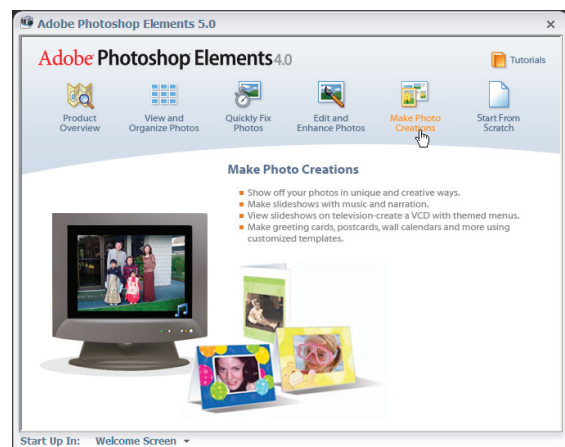 Adobe Photoshop Elements 5.0
Adobe Photoshop Elements 4.0
Tutorials
Product
Overview
View and
Organize Photos
Quickly Fix
Photos
Edit and
Enhance Photos
Make Photo
Creations
Start From
Scratch
Make Photo Creations
Show off your photos in unique and creative ways.
Make slideshows with music and narration.
View slideshows on television-create a VCD with themed menus.
Make greeting cards, postcards, wall calendars and more using
customized templates.
Start Up In: Welcome Screen